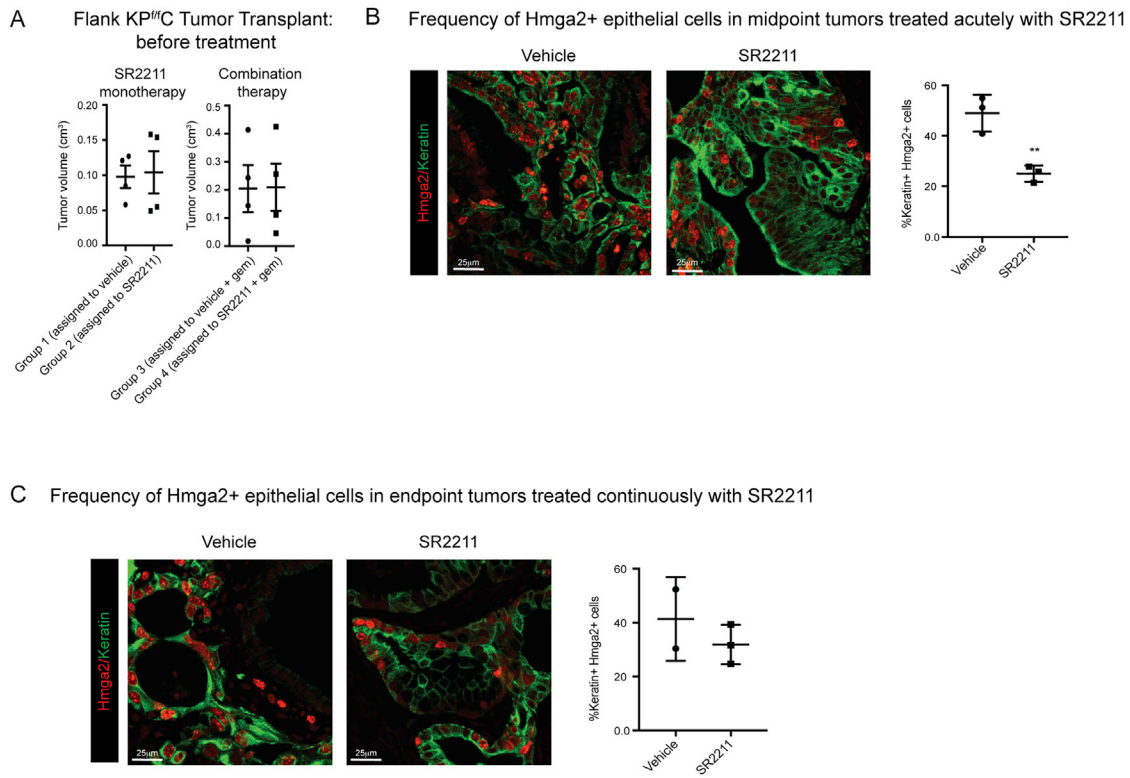 A
Flank KPf/fC Tumor Transplant:
before treatment
SR2211
monotherapy
Combination
therapy
Tumor volume (cm3)
0.20
0.15
0.10
0.05
0.00
Tumor volume (cm3)
0.5
0.4
0.3
0.2
0.1
0.0
Group 1 (assigned to vehicle)
Group 2 (assigned to SR2211)
Group 3 (assigned to vehicle + gem)
Group 4 (assigned to SR2211 + gem)
B
Frequency of Hmga2+ epithelial cells in midpoint tumors treated acutely with SR2211
Vehicle
SR2211
Hmga2/Keratin
25µm
25µm
%Keratin+ Hmga2+ cells
60
40
20
0.0
**
Vehicle
SR2211
C
Frequency of Hmga2+ epithelial cells in endpoint tumors treated continuously with SR2211
Vehicle
SR2211
Hmga2/Keratin
25µm
25µm
%Keratin+ Hmga2+ cells
60
40
20
0.0
Vehicle
SR2211